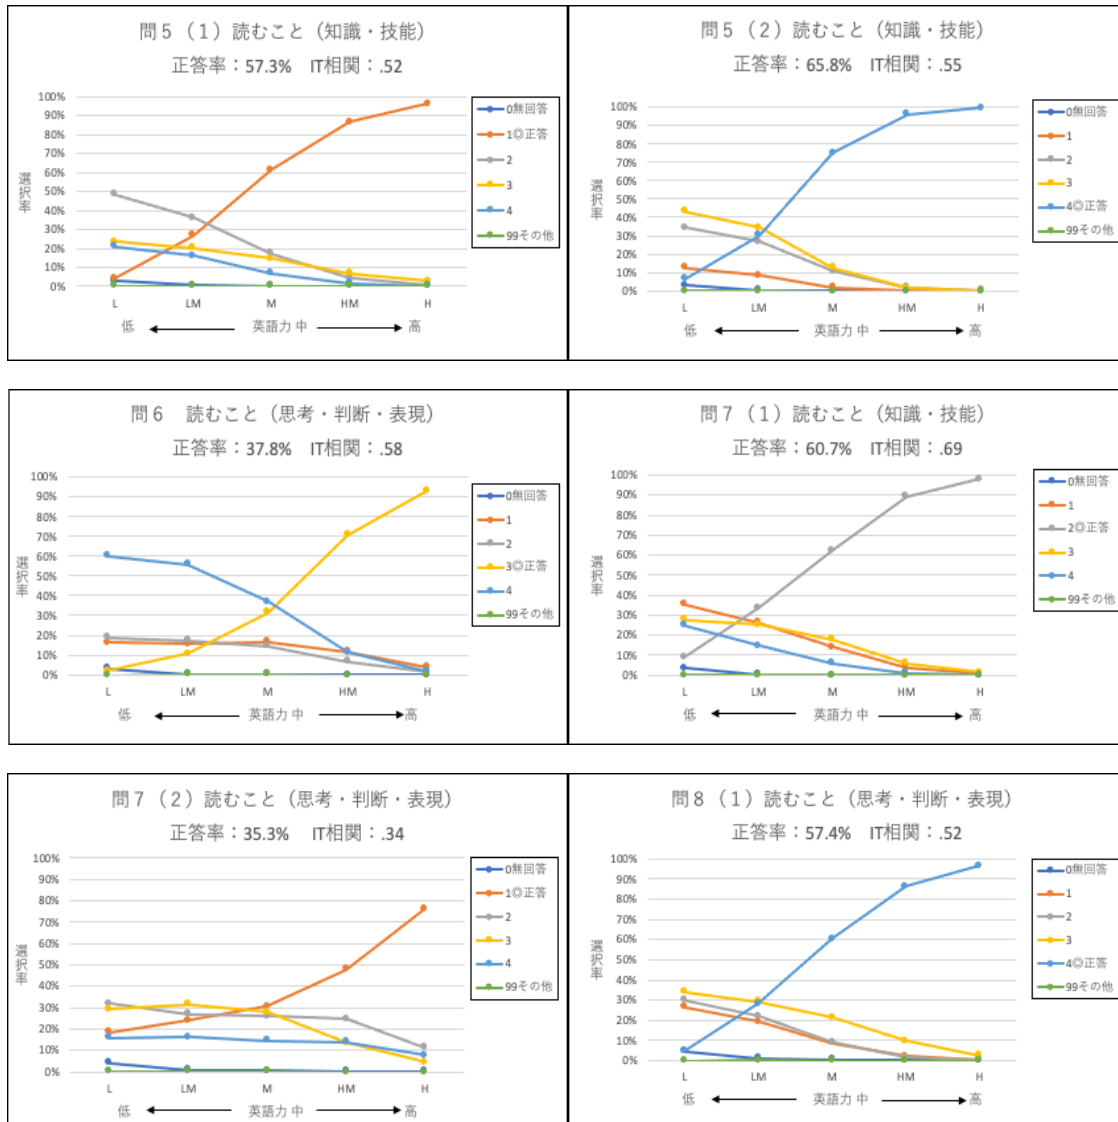 問5（1）読むこと（知識・技能）
正答率：57.3%　IT相関：.52
100%
90%
80%
70%
60%
50%
40%
30%
20%
10%
0%
選択率
L LM M HM H
低 英語力 中 高
0無回答
1◎正答
2
3
4
99その他
問5（2）読むこと（知識・技能）
正答率：65.8%　IT相関：.55
100%
90%
80%
70%
60%
50%
40%
30%
20%
10%
0%
選択率
L LM M HM H
低 英語力 中 高
0無回答
1
2
3
4◎正答
99その他
問6　読むこと（思考・判断・表現）
正答率：37.8%　IT相関：.58
100%
90%
80%
70%
60%
50%
40%
30%
20%
10%
0%
選択率
L LM M HM H
低 英語力 中 高
0無回答
1
2
3◎正答
4
99その他
問7（1）読むこと（知識・技能）
正答率：60.7%　IT相関：.69
100%
90%
80%
70%
60%
50%
40%
30%
20%
10%
0%
選択率
L LM M HM H
低 英語力 中 高
0無回答
1
2◎正答
3
4
99その他
問7（2）読むこと（思考・判断・表現）
正答率：35.3%　IT相関：.34
100%
90%
80%
70%
60%
50%
40%
30%
20%
10%
0%
選択率
L LM M HM H
低 英語力 中 高
0無回答
1◎正答
2
3
4
99その他
問8（1）読むこと（思考・判断・表現）
正答率：57.4%　IT相関：.52
100%
90%
80%
70%
60%
50%
40%
30%
20%
10%
0%
選択率
L LM M HM H
低 英語力 中 高
0無回答
1
2
3
4◎正答
99その他